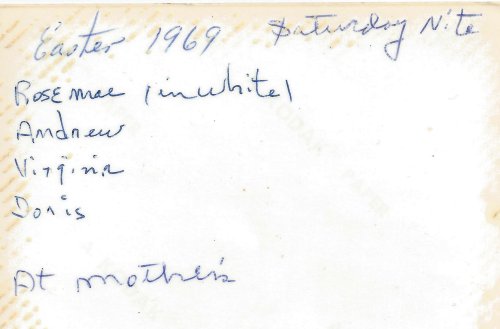 Easter 1969 Saturday Nite
Rosemae (in white)
Andrew
Virginia
Doris
At mother's